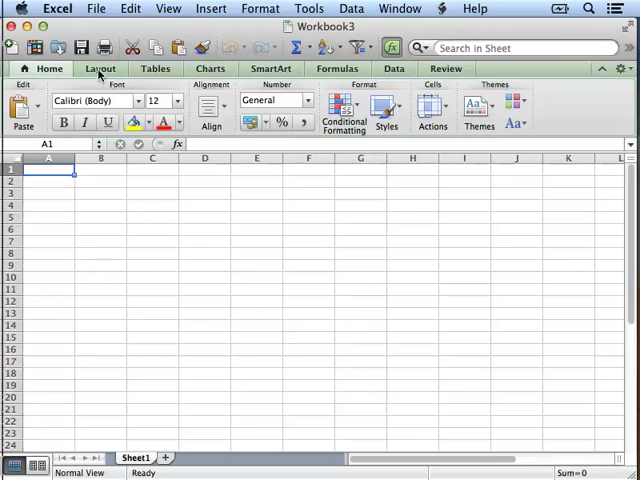 Excel File Edit View Insert Format Tools Data Window Help
Workbook3
Search in Sheet
Home Layout Tables Charts SmartArt Formulas Data Review
Edit Font Alignment Number Format Cells Themes
Calibri (Body) 12 General
Paste B I U A Align % Conditional Formatting Styles Actions Themes Aa
A1 fx
A B C D E F G H I J K L
1
2
3
4
5
6
7
8
9
10
11
12
13
14
15
16
17
18
19
20
21
22
23
24
Sheet1
Normal View Ready Sum=0